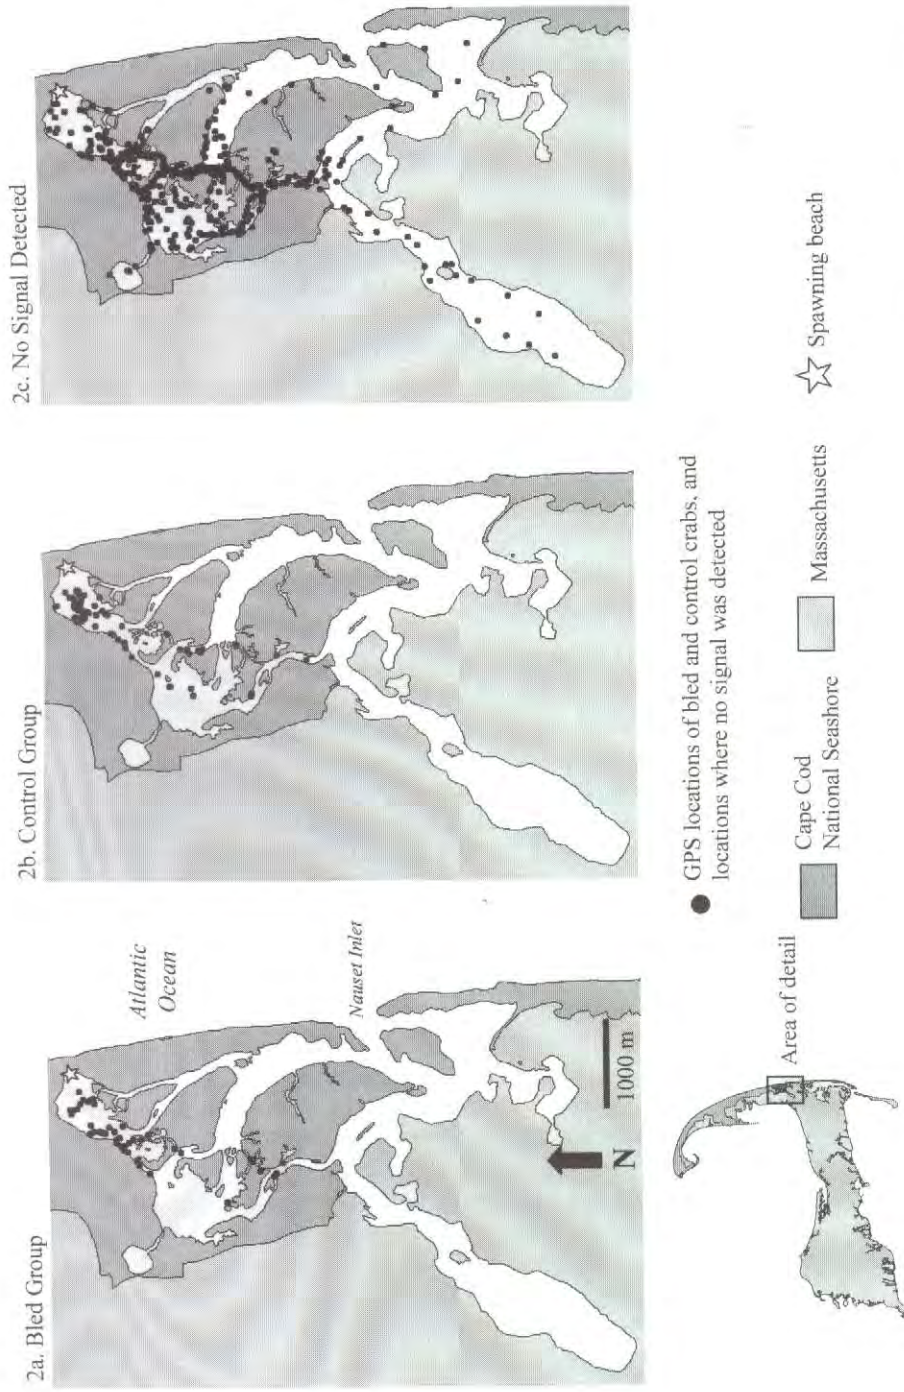 2a. Bled Group
Atlantic
Ocean
Nauset Inlet
1000 m
N
2b. Control Group
2c. No Signal Detected
Area of detail
GPS locations of bled and control crabs, and
locations where no signal was detected
Cape Cod
National Seashore
Massachusetts
Spawning beach